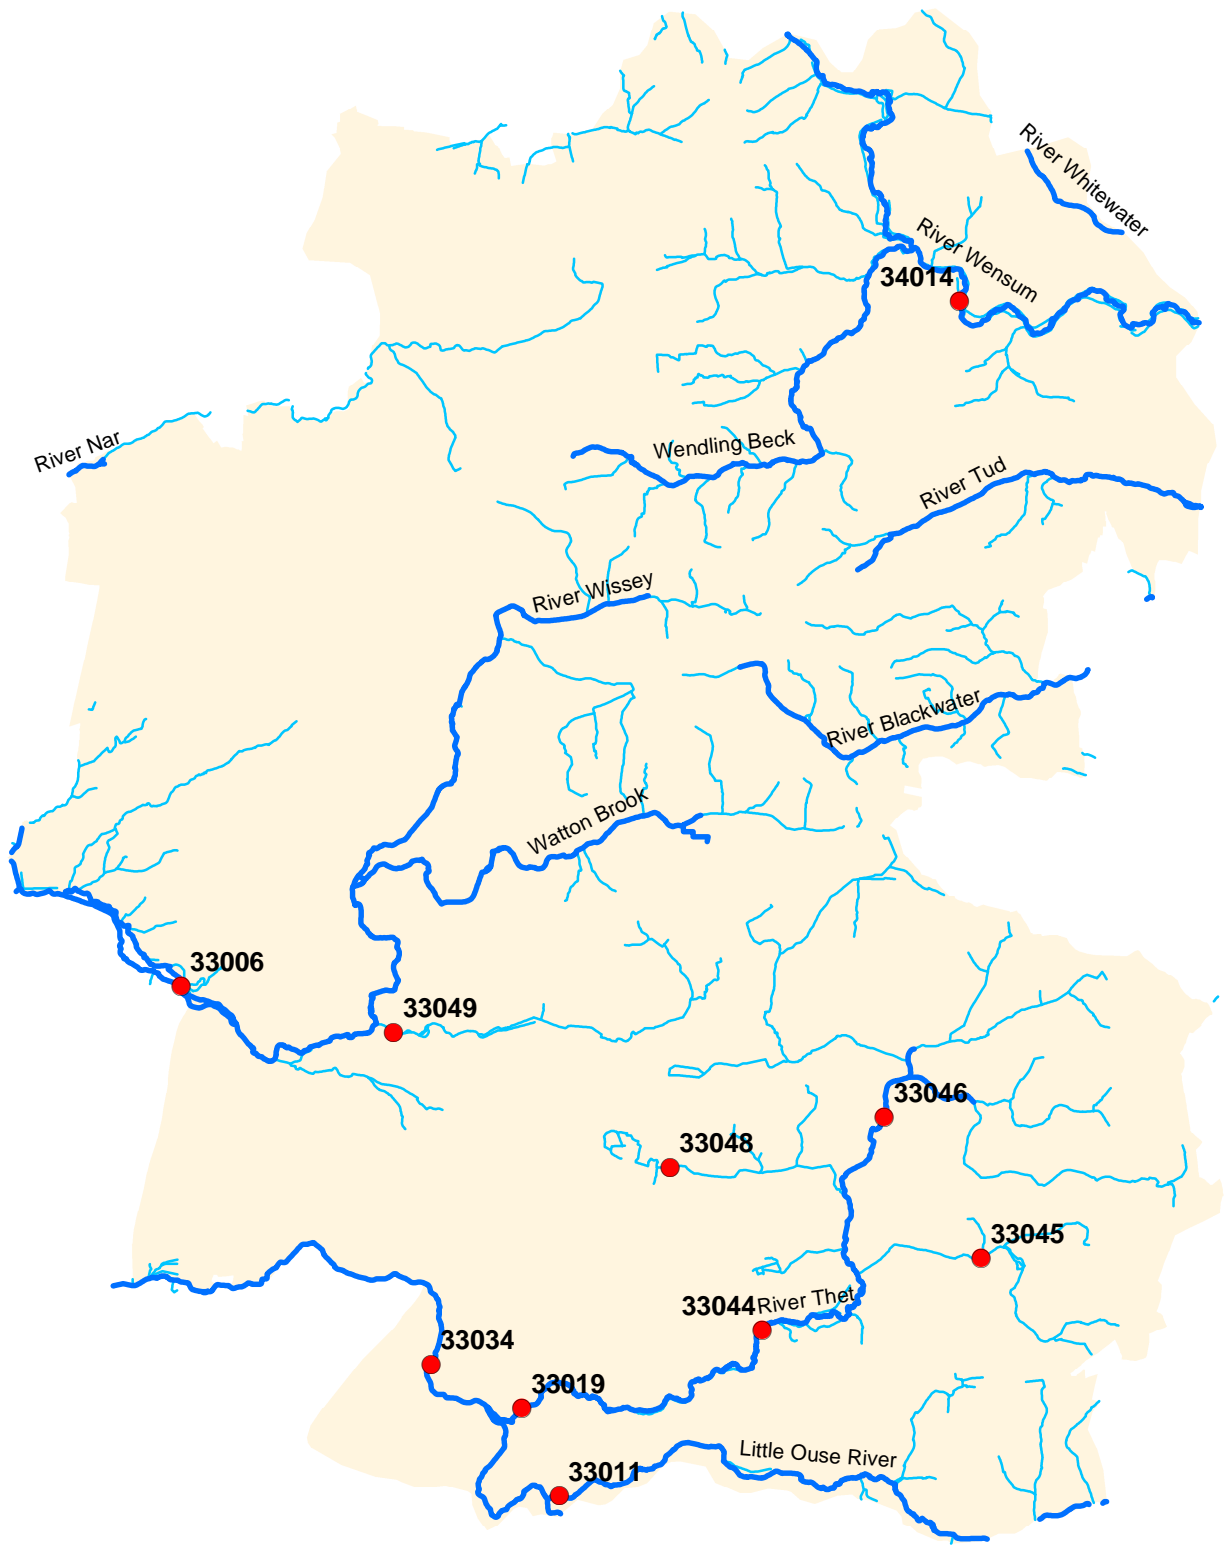 River Whitewater
River Wensum
34014
River Nar
Wendling Beck
River Tud
River Wissey
River Blackwater
Watton Brook
33006
33049
33046
33048
33045
33044
River Thet
33034
33019
Little Ouse River
33011